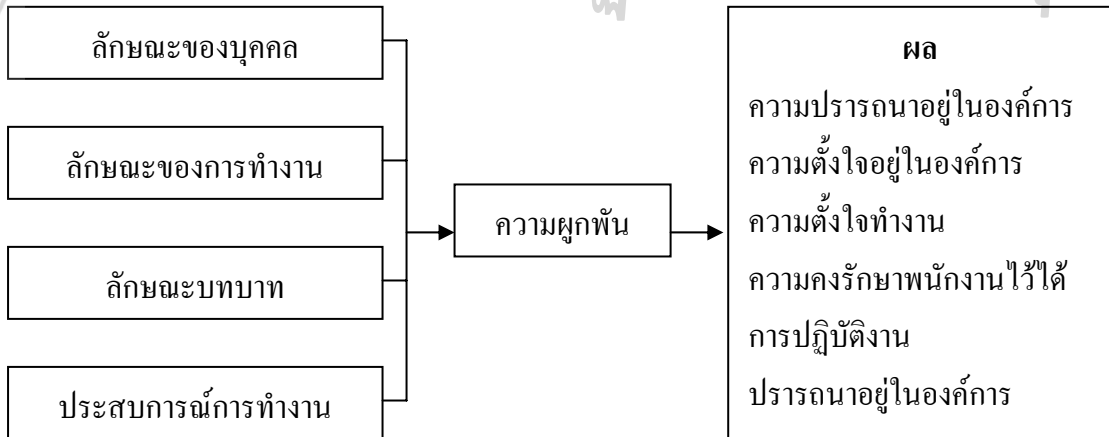 ลักษณะของบุคคล
ลักษณะของการทำงาน
ลักษณะบทบาท
ประสบการณ์การทำงาน
ความผูกพัน
ผล
ความปรารถนาอยู่ในองค์การ
ความตั้งใจอยู่ในองค์การ
ความตั้งใจทำงาน
ความคงรักษาพนักงานไว้ได้
การปฏิบัติงาน
ปรารถนาอยู่ในองค์การ